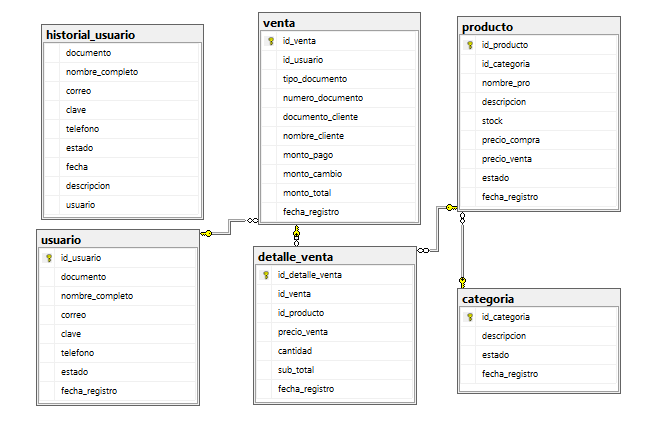 historial_usuario
documento
nombre_completo
correo
clave
telefono
estado
fecha
descripcion
usuario
venta
id_venta
id_usuario
tipo_documento
numero_documento
documento_cliente
nombre_cliente
monto_pago
monto_cambio
monto_total
fecha_registro
producto
id_producto
id_categoria
nombre_pro
descripcion
stock
precio_compra
precio_venta
estado
fecha_registro
usuario
id_usuario
documento
nombre_completo
correo
clave
telefono
estado
fecha_registro
detalle_venta
id_detalle_venta
id_venta
id_producto
precio_venta
cantidad
sub_total
fecha_registro
categoria
id_categoria
descripcion
estado
fecha_registro